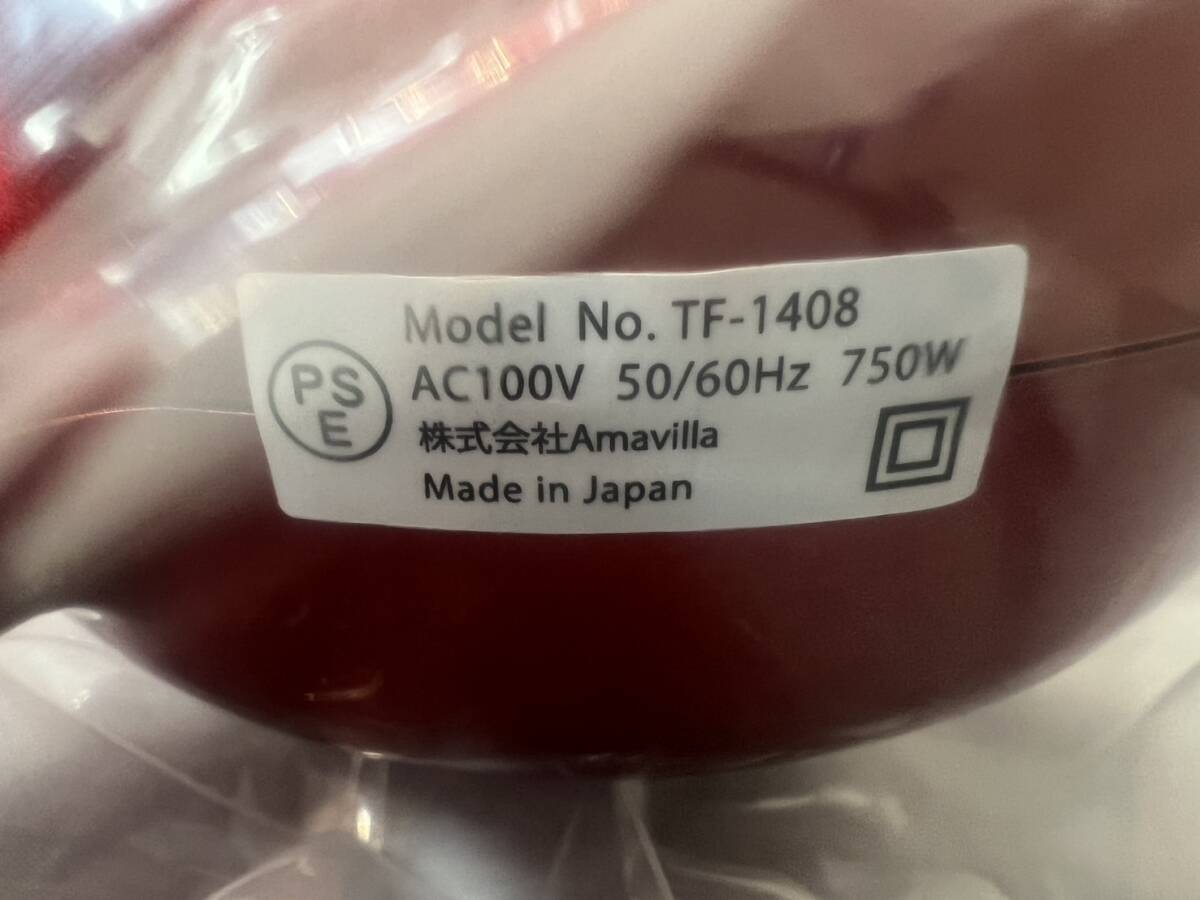 Model No. TF-1408
PSE
AC100V 50/60Hz 750W
株式会社Amavilla
Made in Japan